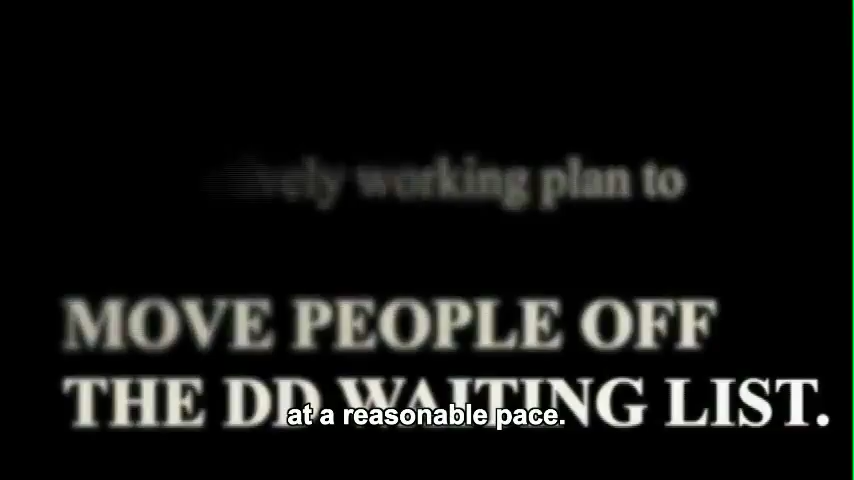 working plan to
MOVE PEOPLE OFF
THE DD WAITING LIST.
at a reasonable pace.